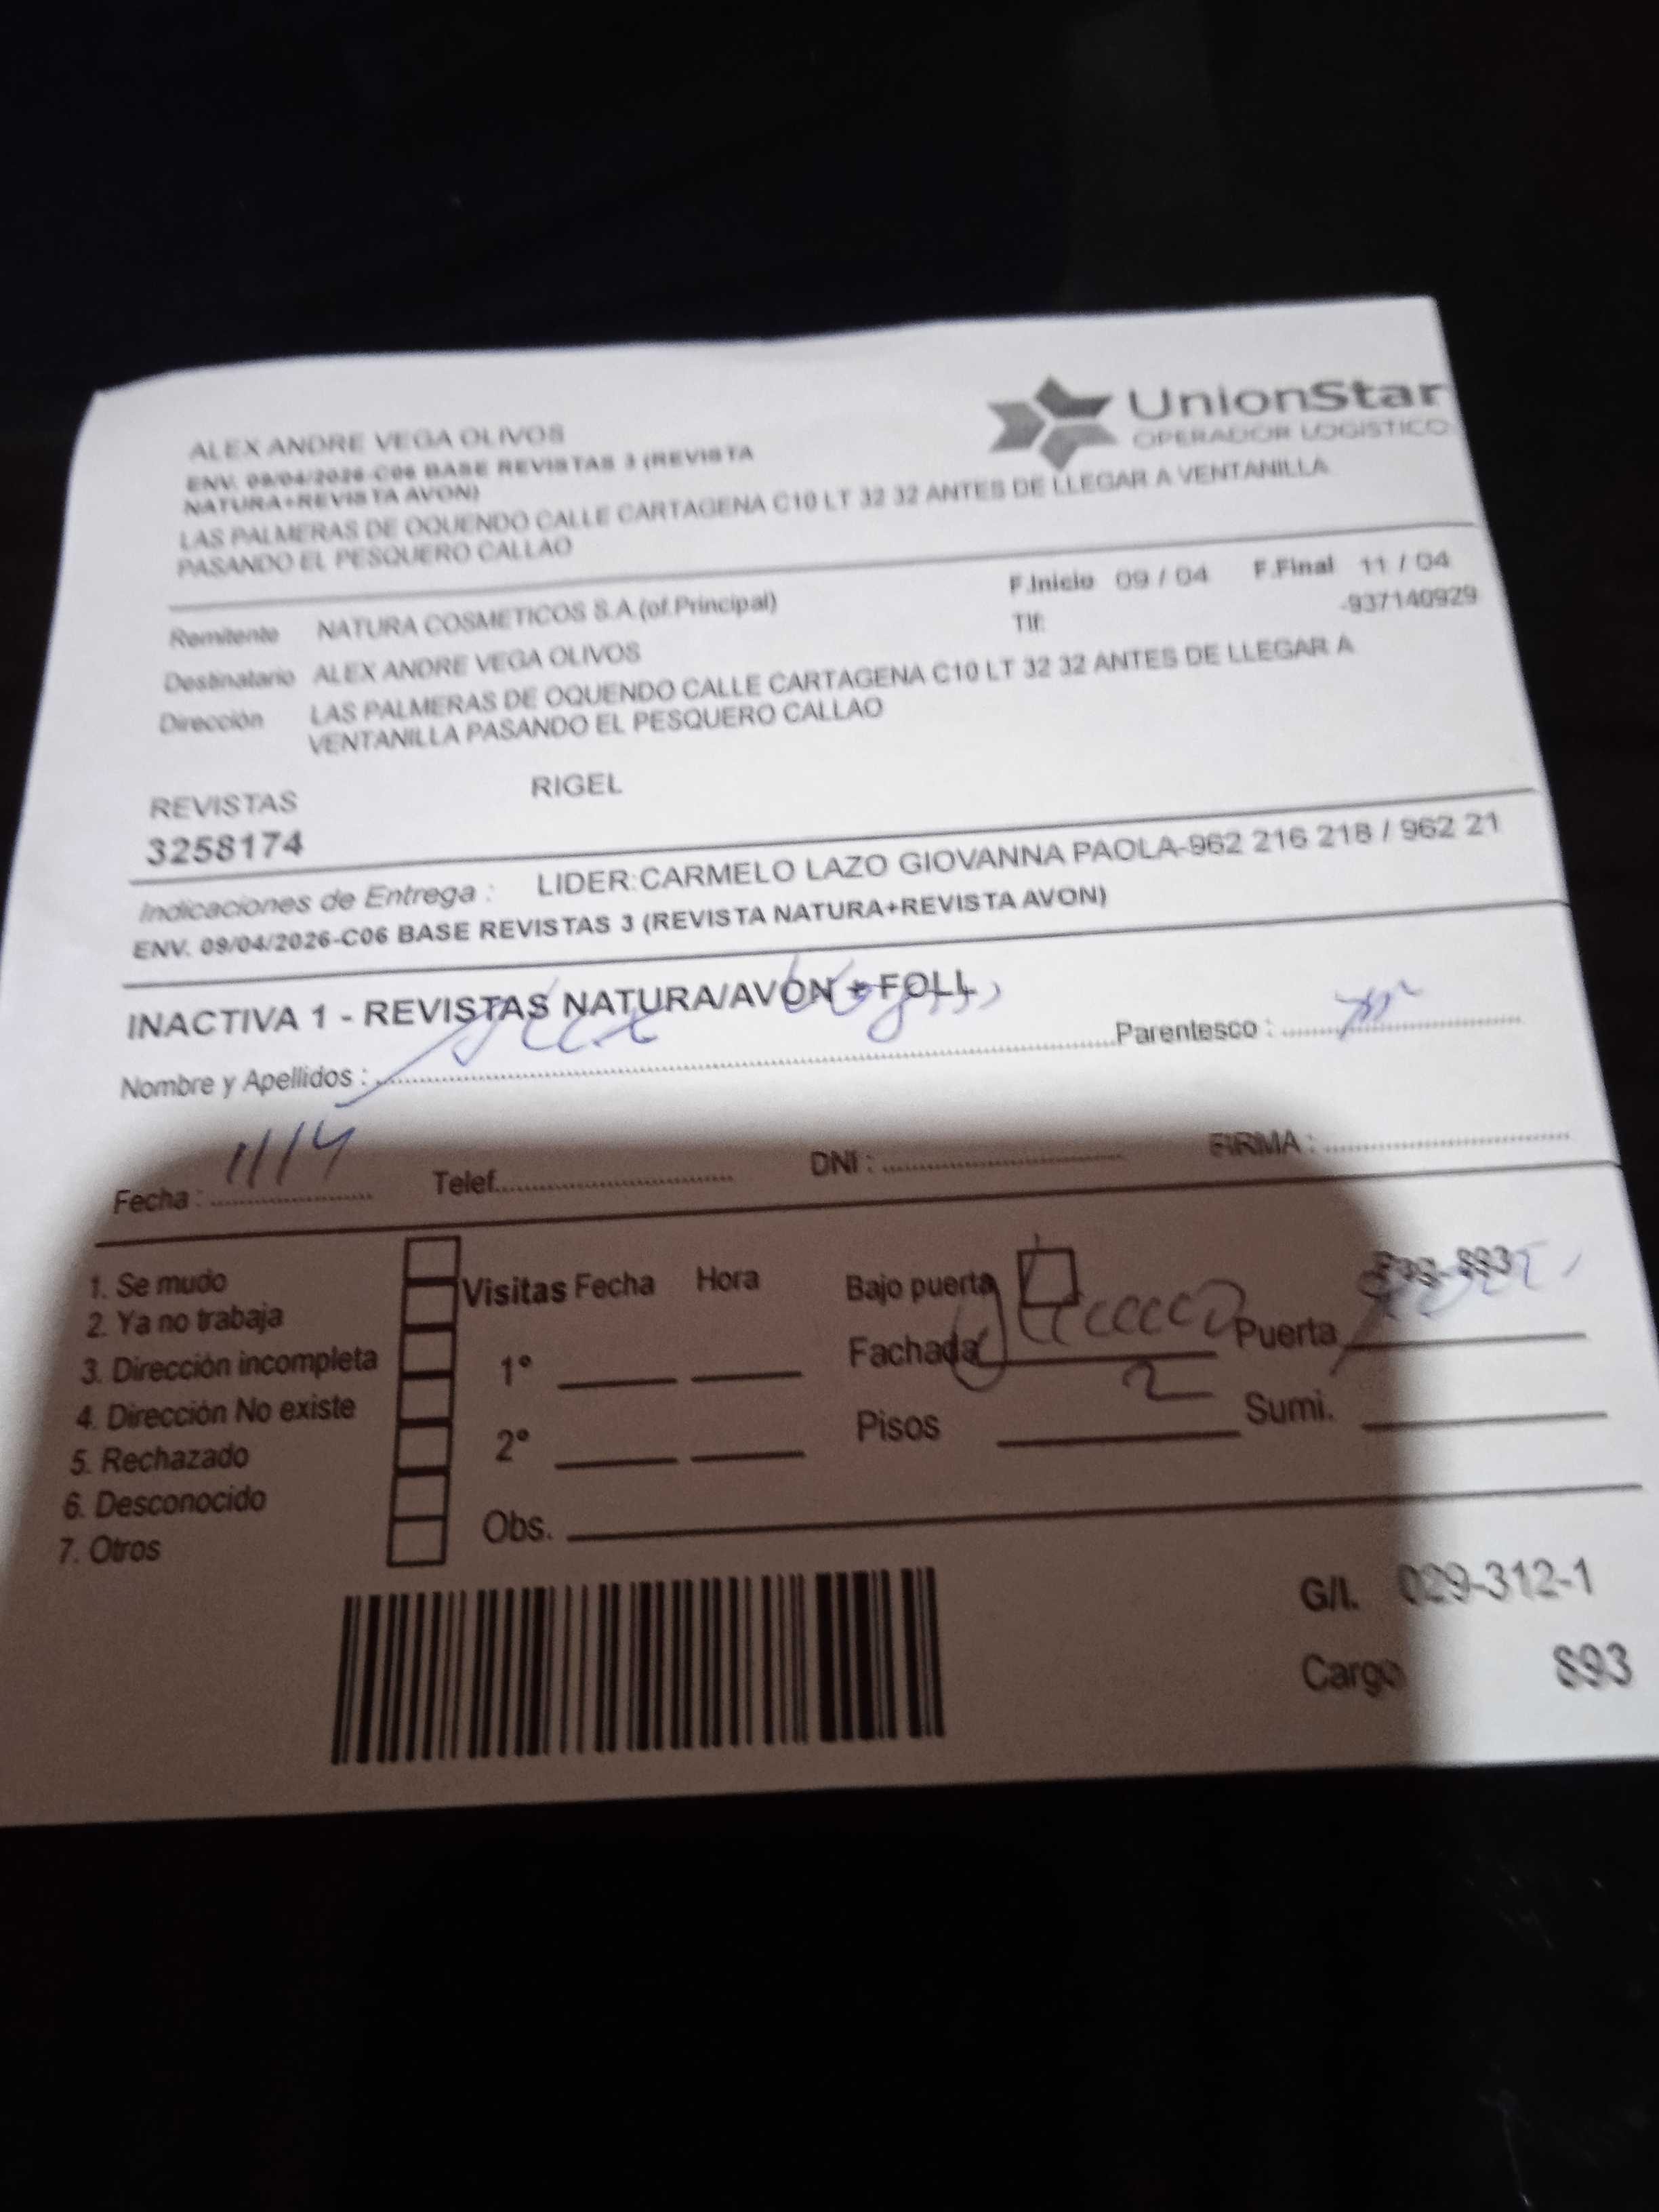 UnionStar
OPERADOR LOGISTICO
ALEX ANDRE VEGA OLIVOS
ENV. 09/04/2026-C06 BASE REVISTAS 3 (REVISTA
NATURA+REVISTA AVON)
LAS PALMERAS DE OQUENDO CALLE CARTAGENA C10 LT 32 32 ANTES DE LLEGAR A VENTANILLA
PASANDO EL PESQUERO CALLAO
F.Inicio 09 / 04 F.Final 11 / 04
Remitente NATURA COSMETICOS S.A.(of.Principal) Tlf: -937140929
Destinatario ALEX ANDRE VEGA OLIVOS
Dirección LAS PALMERAS DE OQUENDO CALLE CARTAGENA C10 LT 32 32 ANTES DE LLEGAR A
VENTANILLA PASANDO EL PESQUERO CALLAO
REVISTAS RIGEL
3258174
Indicaciones de Entrega : LIDER:CARMELO LAZO GIOVANNA PAOLA-962 216 218 / 962 21
ENV. 09/04/2026-C06 BASE REVISTAS 3 (REVISTA NATURA+REVISTA AVON)
INACTIVA 1 - REVISTAS NATURA/AVON + FOLL
Nombre y Apellidos : Alex Parentesco :
Fecha : 11/4 Telef. DNI : FIRMA :
1. Se mudo
2. Ya no trabaja
3. Dirección incompleta
4. Dirección No existe
5. Rechazado
6. Desconocido
7. Otros
Visitas Fecha Hora
1°
2°
Obs.
Bajo puerta 893-893
Fachada Puerta
Pisos 2 Sumi.
G/I. 029-312-1
Cargo 893